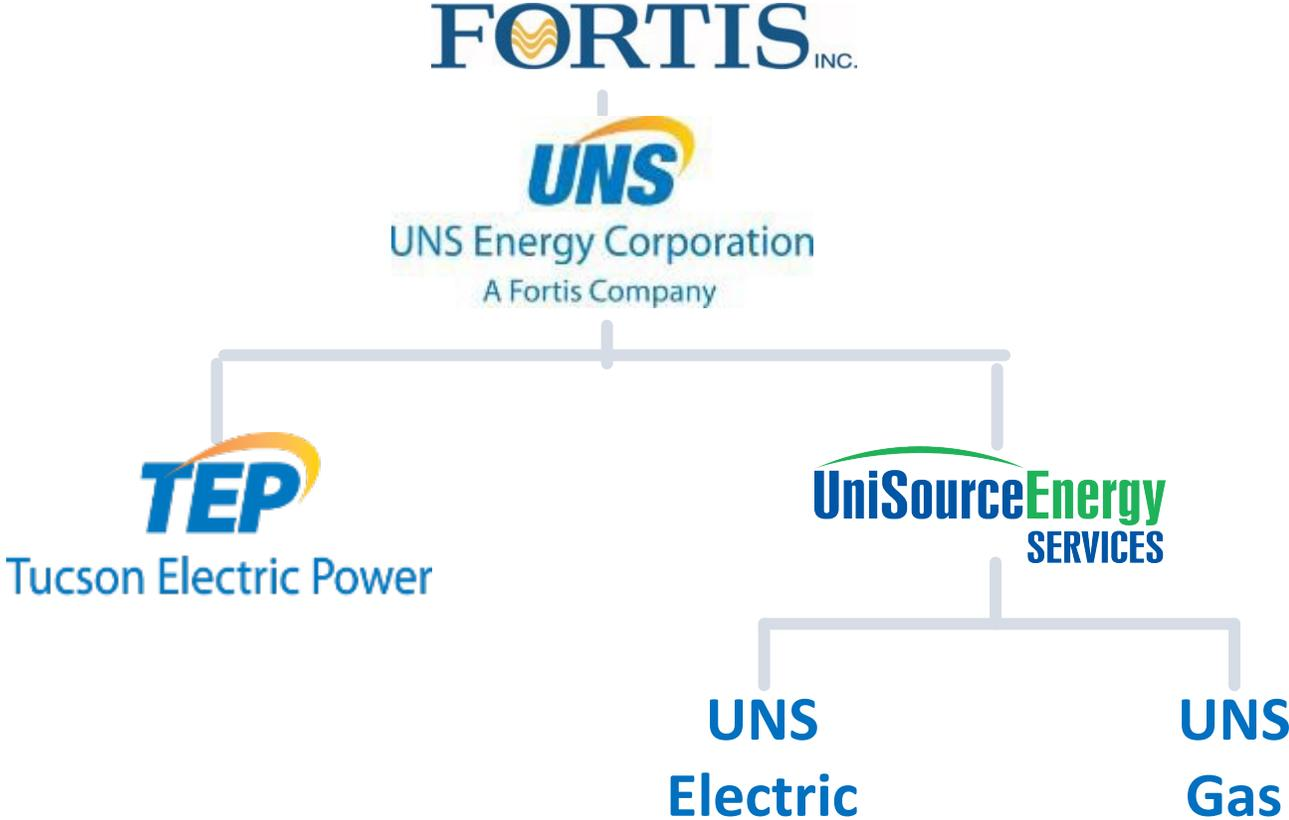 FORTIS INC.
UNS
UNS Energy Corporation
A Fortis Company
TEP
Tucson Electric Power
UniSourceEnergy
SERVICES
UNS
Electric
UNS
Gas